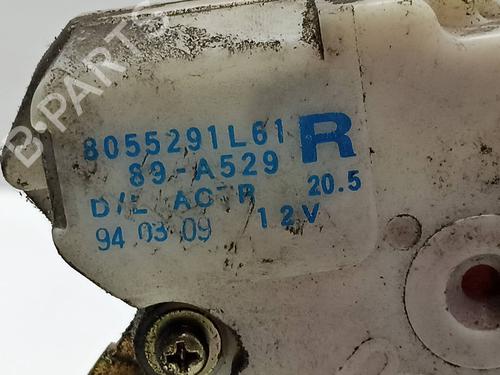 B-PARTS
8055291L61 R
89-A529
D/L ACTR 20.5
94 03 09 12V